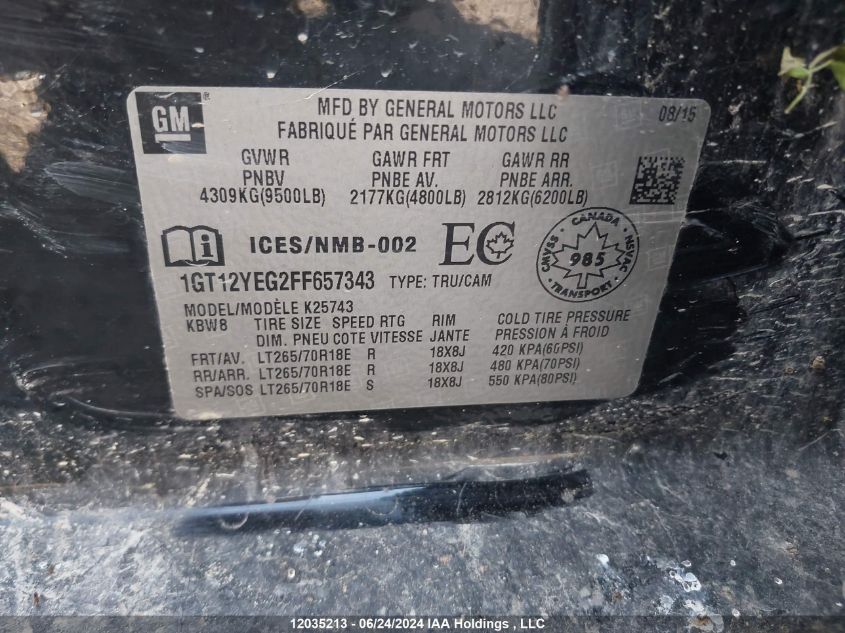 GM
MFD BY GENERAL MOTORS LLC 08/15
FABRIQUÉ PAR GENERAL MOTORS LLC
GVWR GAWR FRT GAWR RR
PNBV PNBE AV. PNBE ARR.
4309KG(9500LB) 2177KG(4800LB) 2812KG(6200LB)
i ICES/NMB-002 EC
CANADA
CMVSS 985 NSVAC
TRANSPORT
1GT12YEG2FF657343 TYPE: TRU/CAM
MODEL/MODÈLE K25743
KBW8 TIRE SIZE SPEED RTG RIM COLD TIRE PRESSURE
DIM. PNEU COTE VITESSE JANTE PRESSION À FROID
FRT/AV. LT265/70R18E R 18X8J 420 KPA(60PSI)
RR/ARR. LT265/70R18E R 18X8J 480 KPA(70PSI)
SPA/SOS LT265/70R18E S 18X8J 550 KPA(80PSI)
12035213 - 06/24/2024 IAA Holdings , LLC